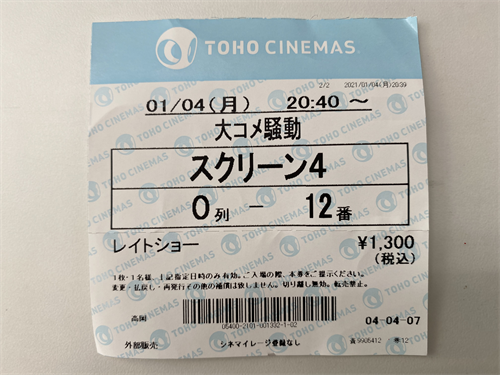 TOHO CINEMAS
2/2 2021/01/04(月)20:39
01/04(月) 20:40 ～
大コメ騒動
スクリーン4
O列 － 12番
レイトショー ¥1,300
(税込)
1枚・1名様、上記指定日時のみ有効。ご入場の際、本券をご提示ください。
変更・払戻し・再発行その他の補償は致しません。切り離し無効。転売禁止。
高岡
05400-2101-001332-1-02
04-04-07
外部販売 シネマイレージ登録なし